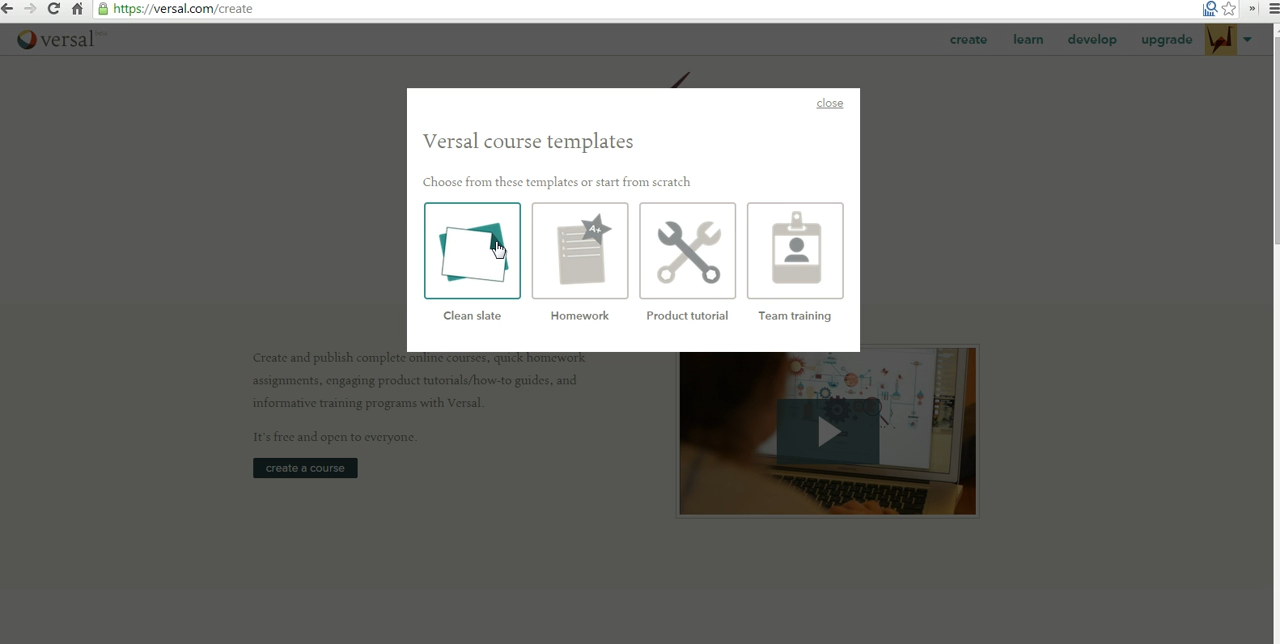 https://versal.com/create
versal BETA
create learn develop upgrade
close
Versal course templates
Choose from these templates or start from scratch
A+
Clean slate Homework Product tutorial Team training
Create and publish complete online courses, quick homework
assignments, engaging product tutorials/how-to guides, and
informative training programs with Versal.
It's free and open to everyone.
create a course